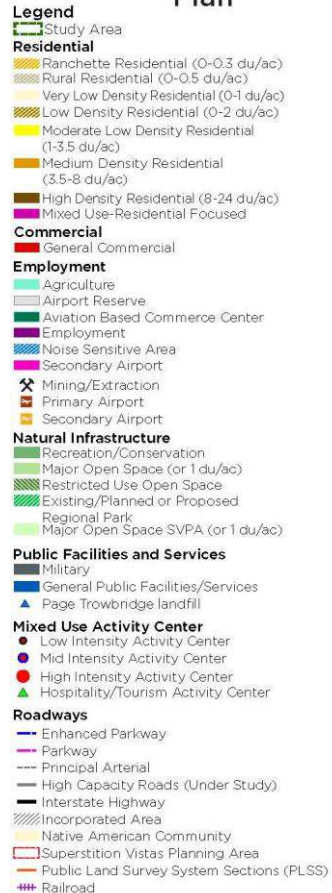 Plan
Legend
Study Area
Residential
Ranchette Residential (0-0.3 du/ac)
Rural Residential (0-0.5 du/ac)
Very Low Density Residential (0-1 du/ac)
Low Density Residential (0-2 du/ac)
Moderate Low Density Residential
(1-3.5 du/ac)
Medium Density Residential
(3.5-8 du/ac)
High Density Residential (8-24 du/ac)
Mixed Use-Residential Focused
Commercial
General Commercial
Employment
Agriculture
Airport Reserve
Aviation Based Commerce Center
Employment
Noise Sensitive Area
Secondary Airport
Mining/Extraction
Primary Airport
Secondary Airport
Natural Infrastructure
Recreation/Conservation
Major Open Space (or 1 du/ac)
Restricted Use Open Space
Existing/Planned or Proposed
Regional Park
Major Open Space SVPA (or 1 du/ac)
Public Facilities and Services
Military
General Public Facilities/Services
Page Trowbridge landfill
Mixed Use Activity Center
Low Intensity Activity Center
Mid Intensity Activity Center
High Intensity Activity Center
Hospitality/Tourism Activity Center
Roadways
Enhanced Parkway
Parkway
Principal Arterial
High Capacity Roads (Under Study)
Interstate Highway
Incorporated Area
Native American Community
Superstition Vistas Planning Area
Public Land Survey System Sections (PLSS)
Railroad